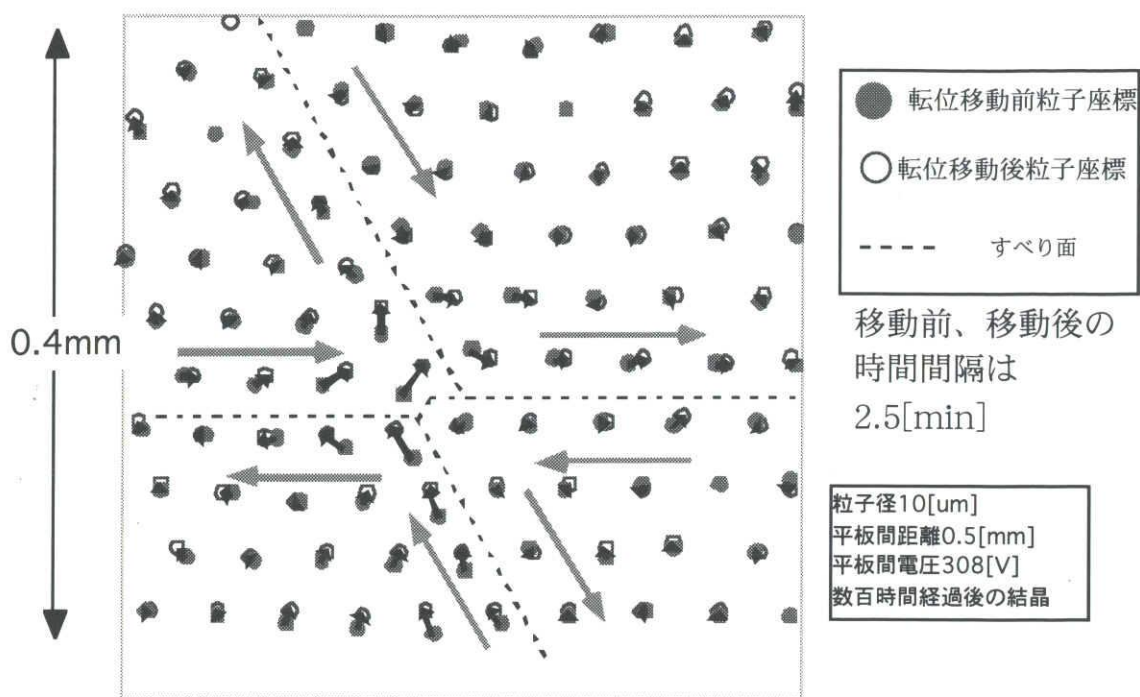 0.4mm
転位移動前粒子座標
転位移動後粒子座標
すべり面
移動前、移動後の
時間間隔は
2.5[min]
粒子径10[um]
平板間距離0.5[mm]
平板間電圧308[V]
数百時間経過後の結晶